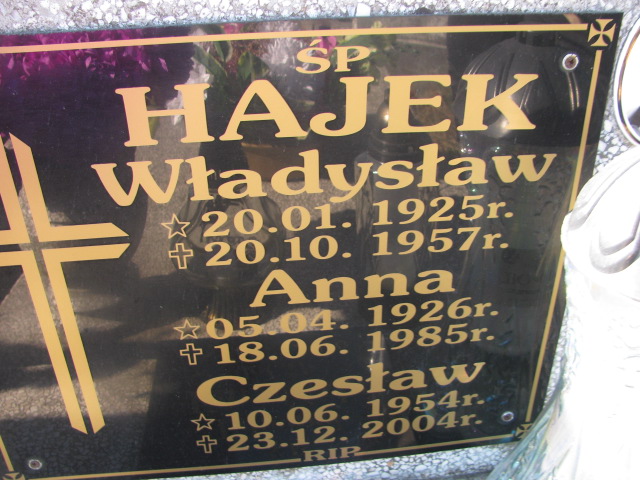 ŚP
HAJEK
Władysław
☆ 20.01. 1925r.
✝ 20.10. 1957r.
Anna
☆ 05.04. 1926r.
✝ 18.06. 1985r.
Czesław
☆ 10.06. 1954r.
✝ 23.12. 2004r.
RIP